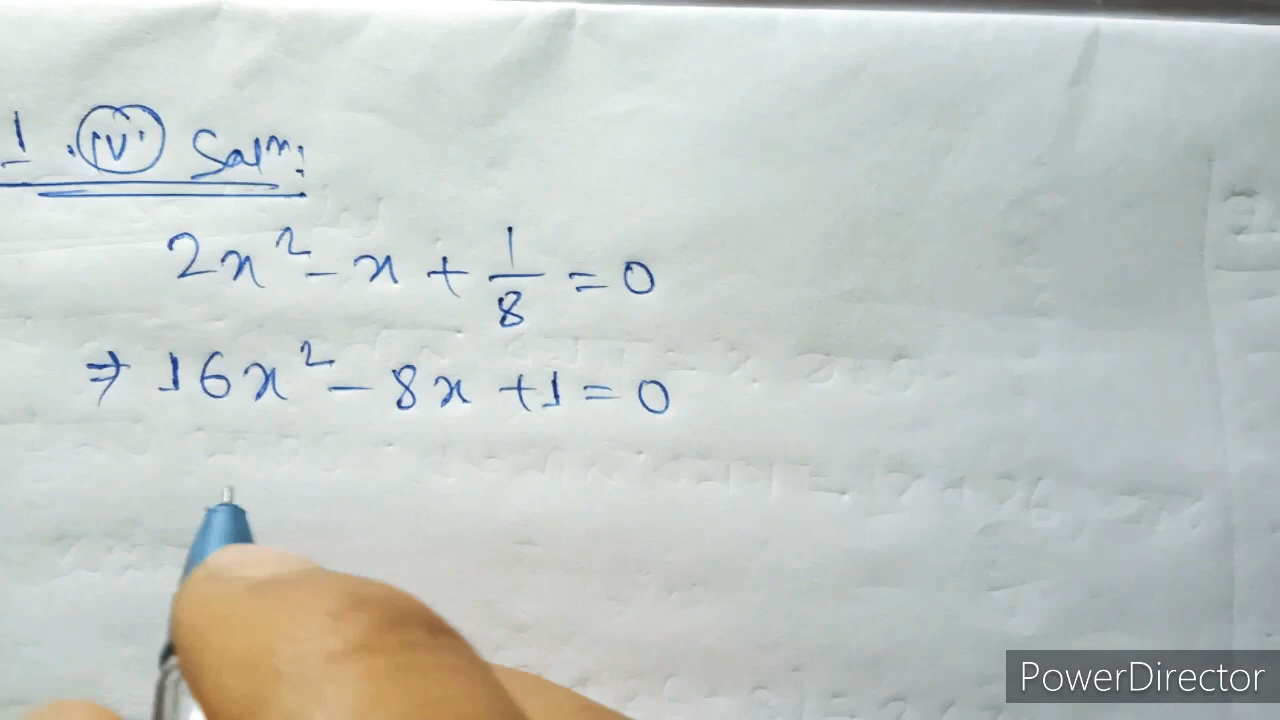 1 . (iv) Solⁿ:
2x² - x + 1/8 = 0
⇒ 16x² - 8x + 1 = 0
PowerDirector